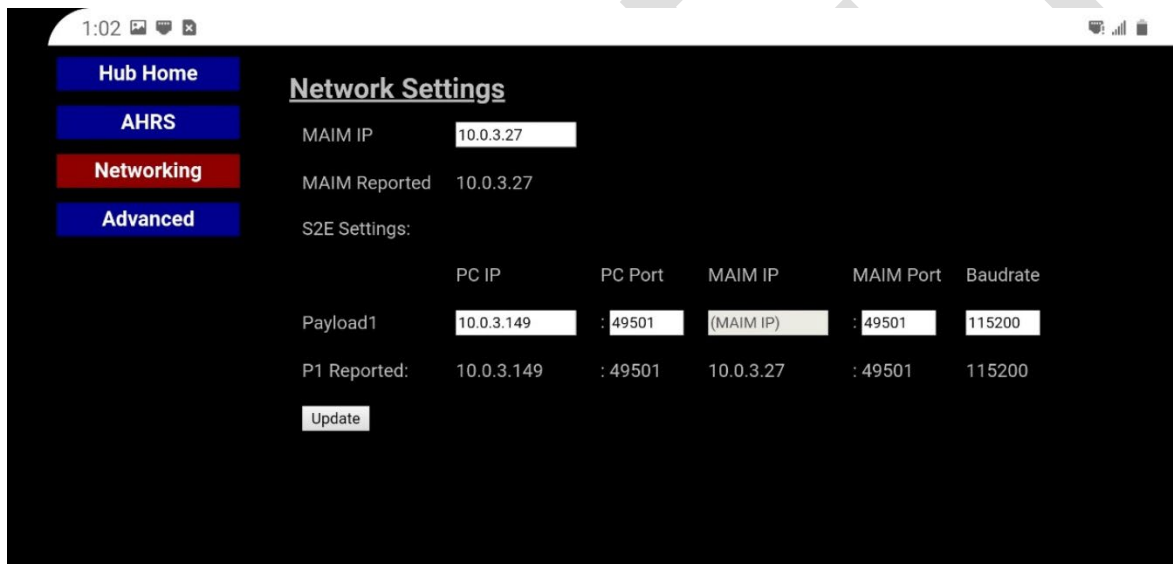 1:02
Hub Home
AHRS
Networking
Advanced
Network Settings
MAIM IP 10.0.3.27
MAIM Reported 10.0.3.27
S2E Settings:
PC IP PC Port MAIM IP MAIM Port Baudrate
Payload1 10.0.3.149 : 49501 (MAIM IP) : 49501 115200
P1 Reported: 10.0.3.149 : 49501 10.0.3.27 : 49501 115200
Update